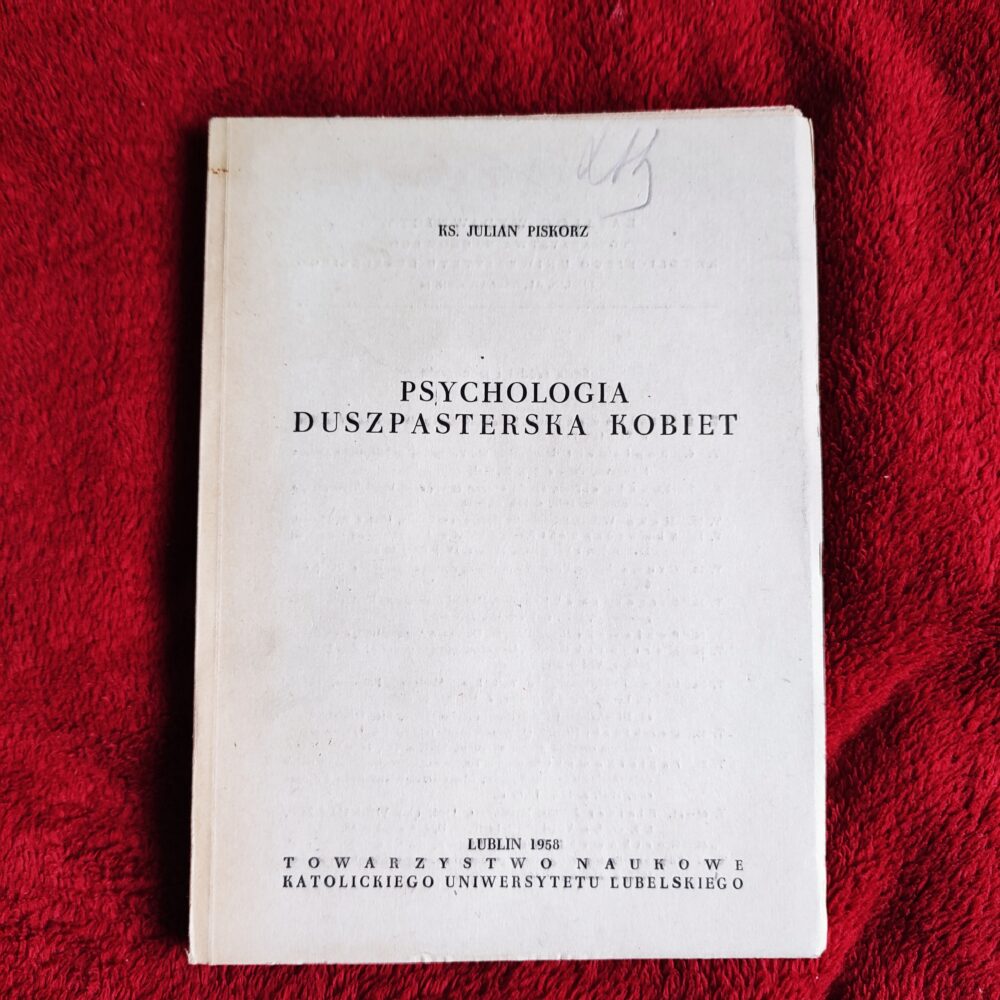 KS. JULIAN PISKORZ
PSYCHOLOGIA
DUSZPASTERSKA KOBIET
LUBLIN 1958
TOWARZYSTWO NAUKOWE
KATOLICKIEGO UNIWERSYTETU LUBELSKIEGO